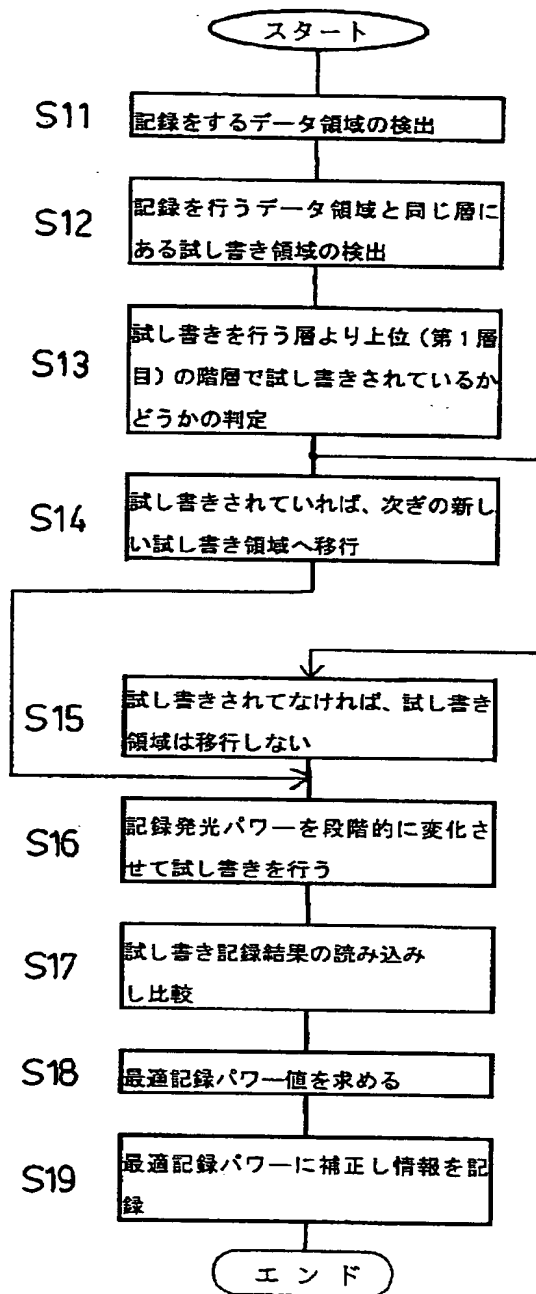 スタート
S11
記録をするデータ領域の検出
S12
記録を行うデータ領域と同じ層に
ある試し書き領域の検出
S13
試し書きを行う層より上位(第1層
目)の階層で試し書きされているか
どうかの判定
S14
試し書きされていれば、次ぎの新し
い試し書き領域へ移行
S15
試し書きされてなければ、試し書き
領域は移行しない
S16
記録発光パワーを段階的に変化さ
せて試し書きを行う
S17
試し書き記録結果の読み込み
し比較
S18
最適記録パワー値を求める
S19
最適記録パワーに補正し情報を記
録
エンド